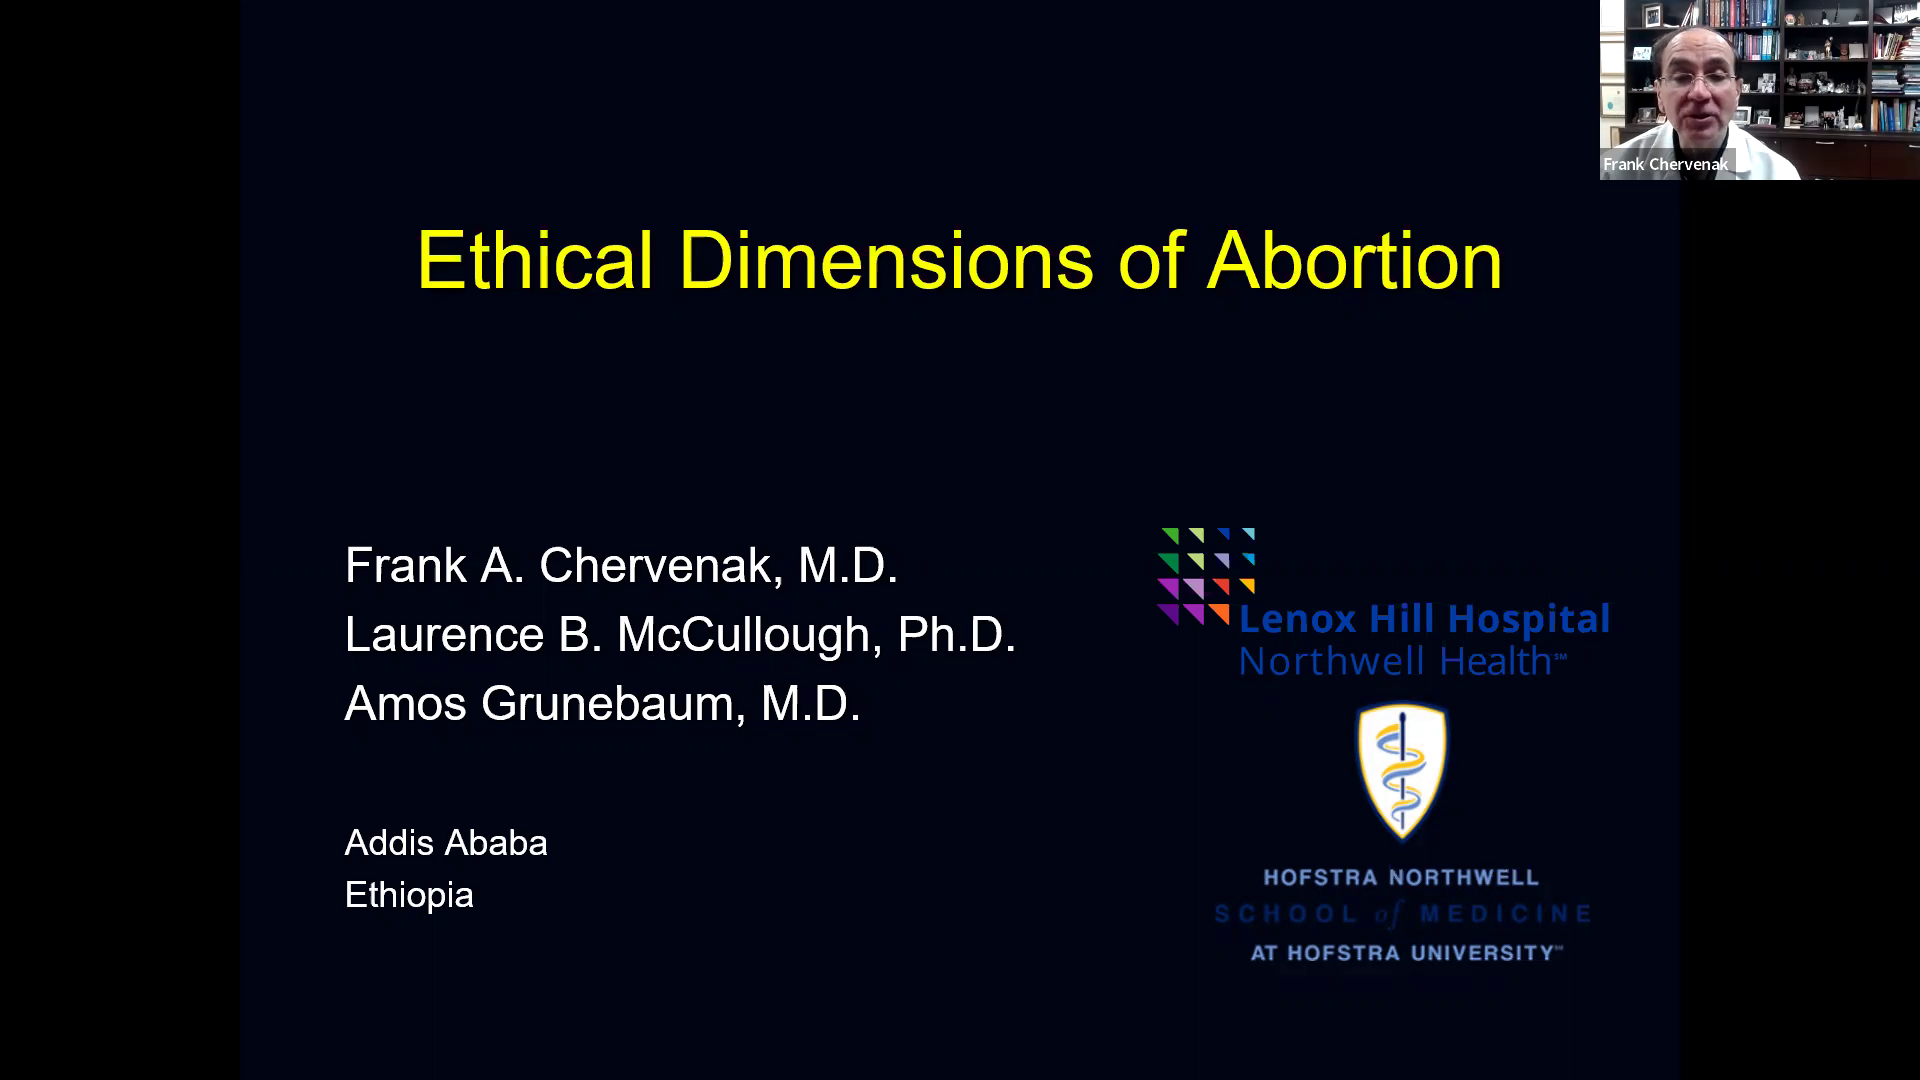 Frank Chervenak
Ethical Dimensions of Abortion
Frank A. Chervenak, M.D.
Laurence B. McCullough, Ph.D.
Amos Grunebaum, M.D.
Addis Ababa
Ethiopia
Lenox Hill Hospital
Northwell Health℠
HOFSTRA NORTHWELL
SCHOOL of MEDICINE
AT HOFSTRA UNIVERSITY℠